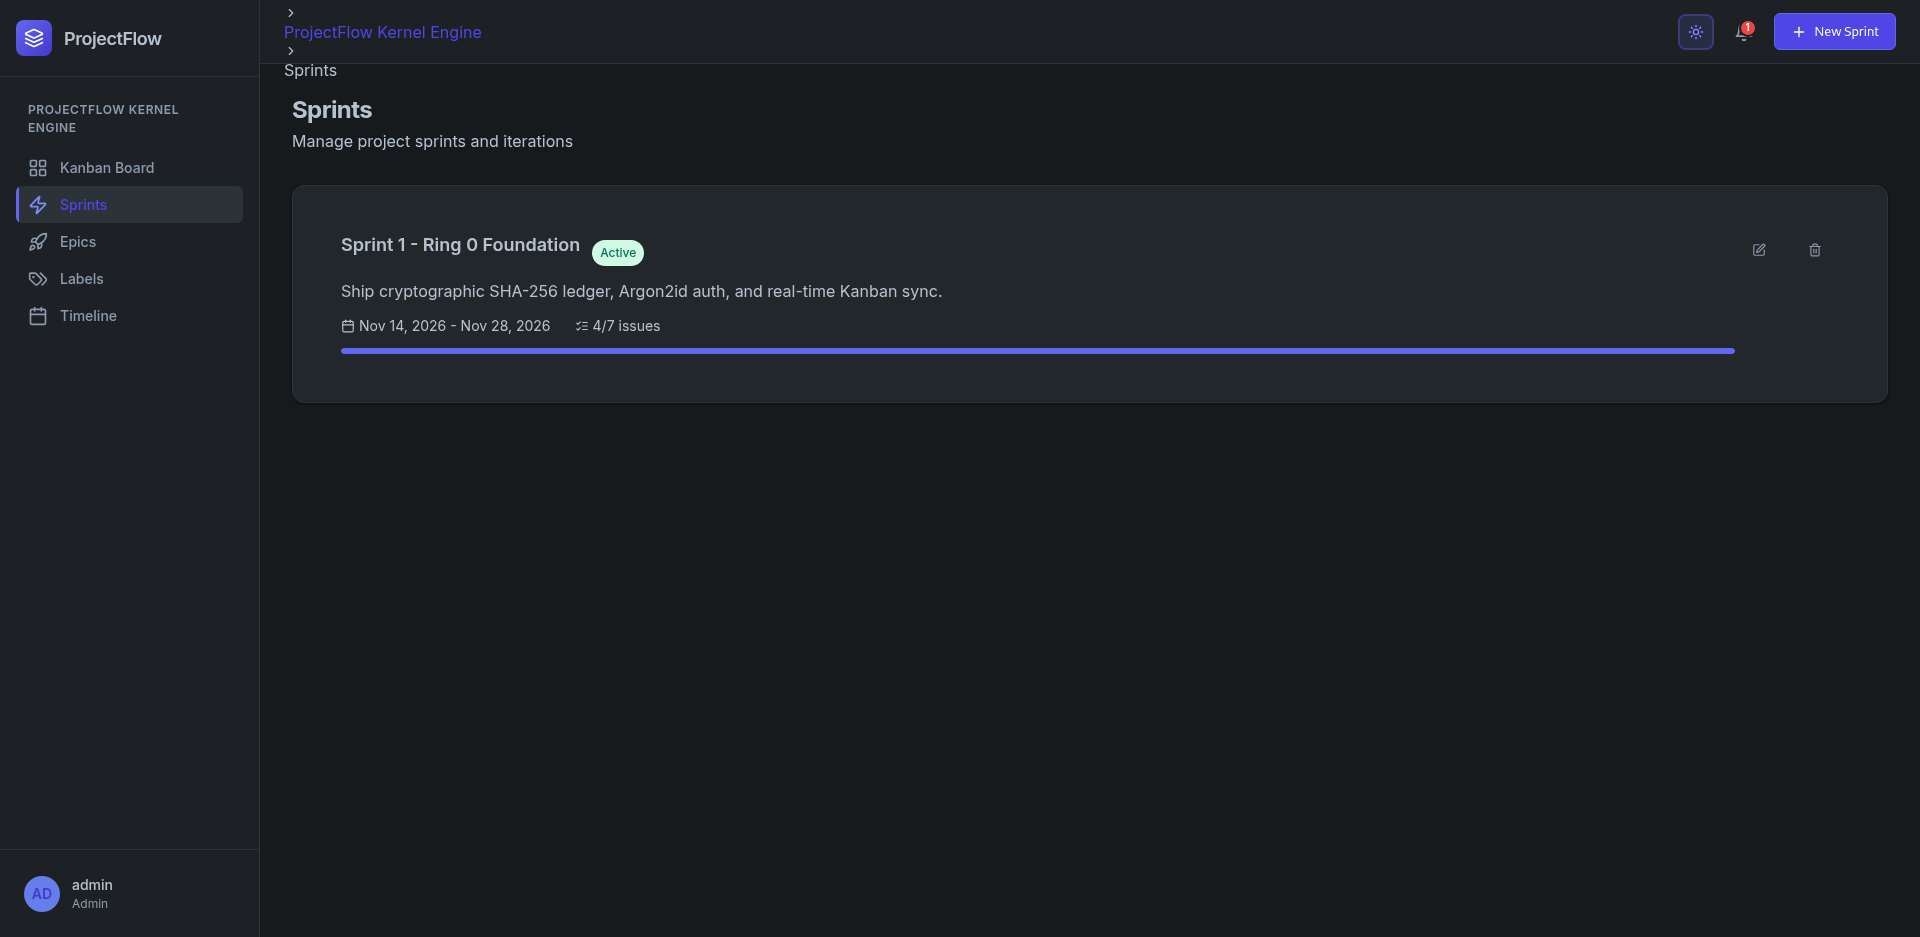 ProjectFlow
PROJECTFLOW KERNEL
ENGINE
Kanban Board
Sprints
Epics
Labels
Timeline
AD
admin
Admin
ProjectFlow Kernel Engine
Sprints
1
New Sprint
Sprints
Manage project sprints and iterations
Sprint 1 - Ring 0 Foundation
Active
Ship cryptographic SHA-256 ledger, Argon2id auth, and real-time Kanban sync.
Nov 14, 2026 - Nov 28, 2026
4/7 issues